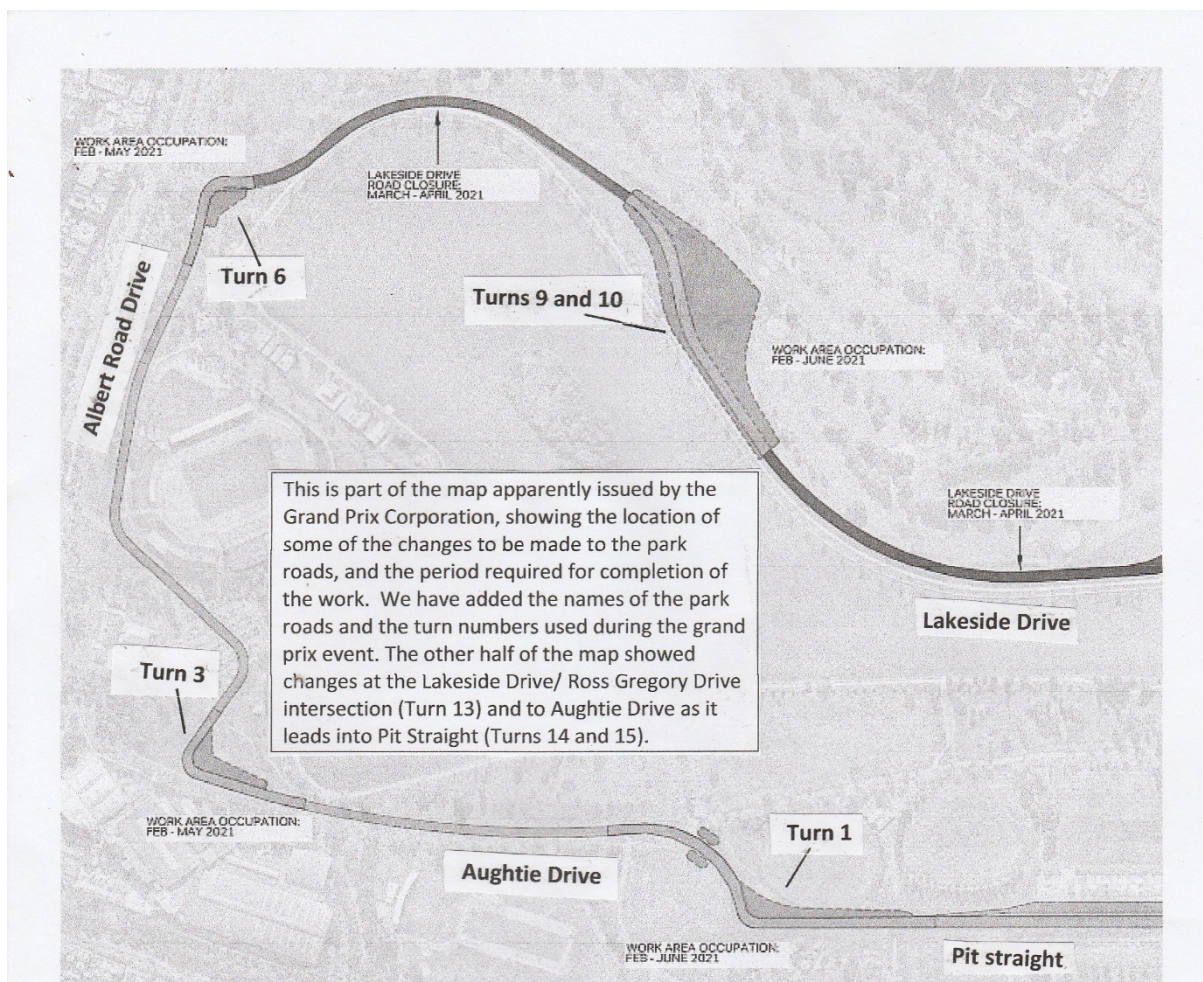 WORK AREA OCCUPATION:
FEB - MAY 2021
LAKESIDE DRIVE
ROAD CLOSURE:
MARCH - APRIL 2021
Turn 6
Albert Road Drive
Turns 9 and 10
WORK AREA OCCUPATION:
FEB - JUNE 2021
This is part of the map apparently issued by the
Grand Prix Corporation, showing the location of
some of the changes to be made to the park
roads, and the period required for completion of
the work.  We have added the names of the park
roads and the turn numbers used during the grand
prix event. The other half of the map showed
changes at the Lakeside Drive/ Ross Gregory Drive
intersection (Turn 13) and to Aughtie Drive as it
leads into Pit Straight (Turns 14 and 15).
LAKESIDE DRIVE
ROAD CLOSURE:
MARCH - APRIL 2021
Lakeside Drive
Turn 3
WORK AREA OCCUPATION:
FEB - MAY 2021
Turn 1
Aughtie Drive
WORK AREA OCCUPATION:
FEB - JUNE 2021
Pit straight